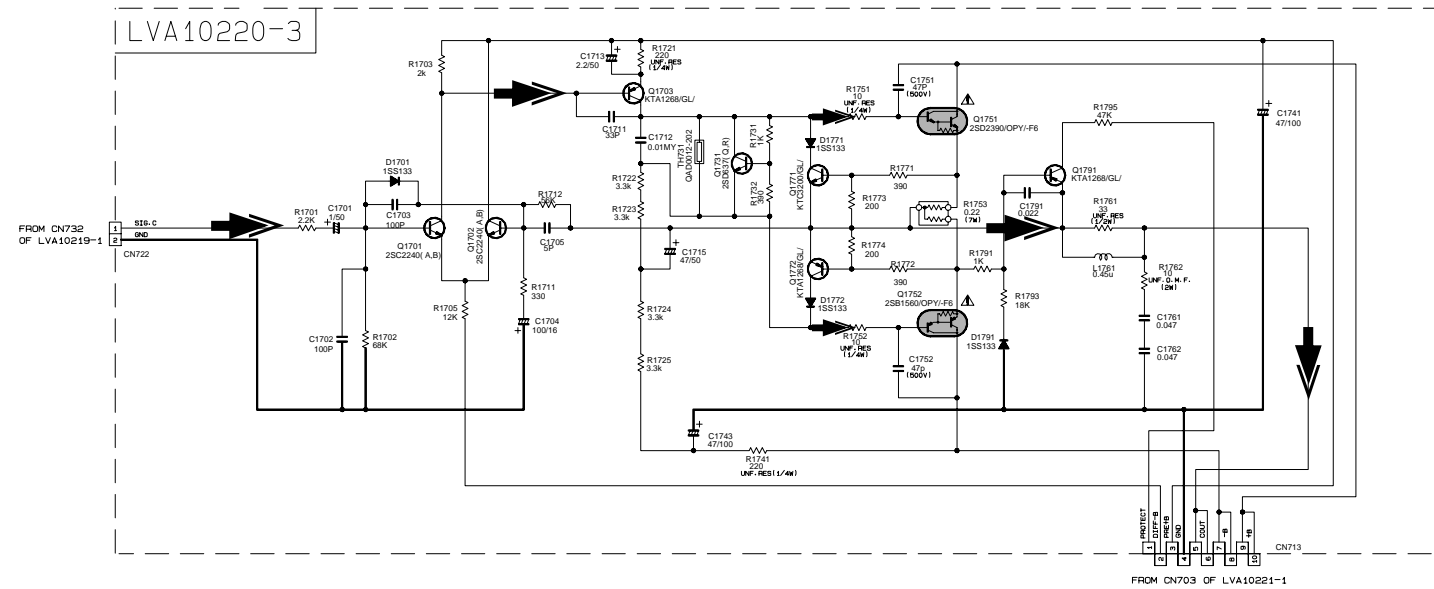 LVA10220-3
FROM CN732
OF LVA10219-1
1
2
SIG.C
GND
CN722
R1701
2.2K
C1701
1/50
C1702
100P
R1702
68K
D1701
1SS133
C1703
100P
Q1701
2SC2240( A,B)
R1703
2k
R1705
12K
Q1702
2SC2240( A,B)
R1712
56K
C1705
5P
R1711
330
C1704
100/16
C1713
2.2/50
R1721
220
UNF.RES
(1/4W)
Q1703
KTA1268/GL/
C1711
33P
C1712
0.01MY
R1722
3.3k
R1723
3.3k
C1715
47/50
R1724
3.3k
R1725
3.3k
TH731
QAD0012-202
Q1731
2SD637( Q,R)
R1731
1K
R1732
390
R1751
10
UNF.RES
(1/4W)
D1771
1SS133
Q1771
KTC3200/GL/
Q1772
KTA1268/GL/
D1772
1SS133
R1752
10
UNF.RES
(1/4W)
R1771
390
R1773
200
R1774
200
R1772
390
C1751
47P
(500V)
Q1751
2SD2390/OPY/-F6
R1753
0.22
(7W)
Q1752
2SB1560/OPY/-F6
C1752
47p
(500V)
R1791
1K
R1793
18K
D1791
1SS133
Q1791
KTA1268/GL/
C1791
0.022
R1795
47K
R1761
33
UNF.RES
(1/2W)
L1761
0.45u
R1762
10
UNF.O.M.F.
(2W)
C1761
0.047
C1762
0.047
C1741
47/100
C1743
47/100
R1741
220
UNF.RES(1/4W)
PROTECT
DIFF-B
PRE+B
GND
COUT
-B
+B
1
2
3
4
5
6
7
8
9
10
CN713
FROM CN703 OF LVA10221-1